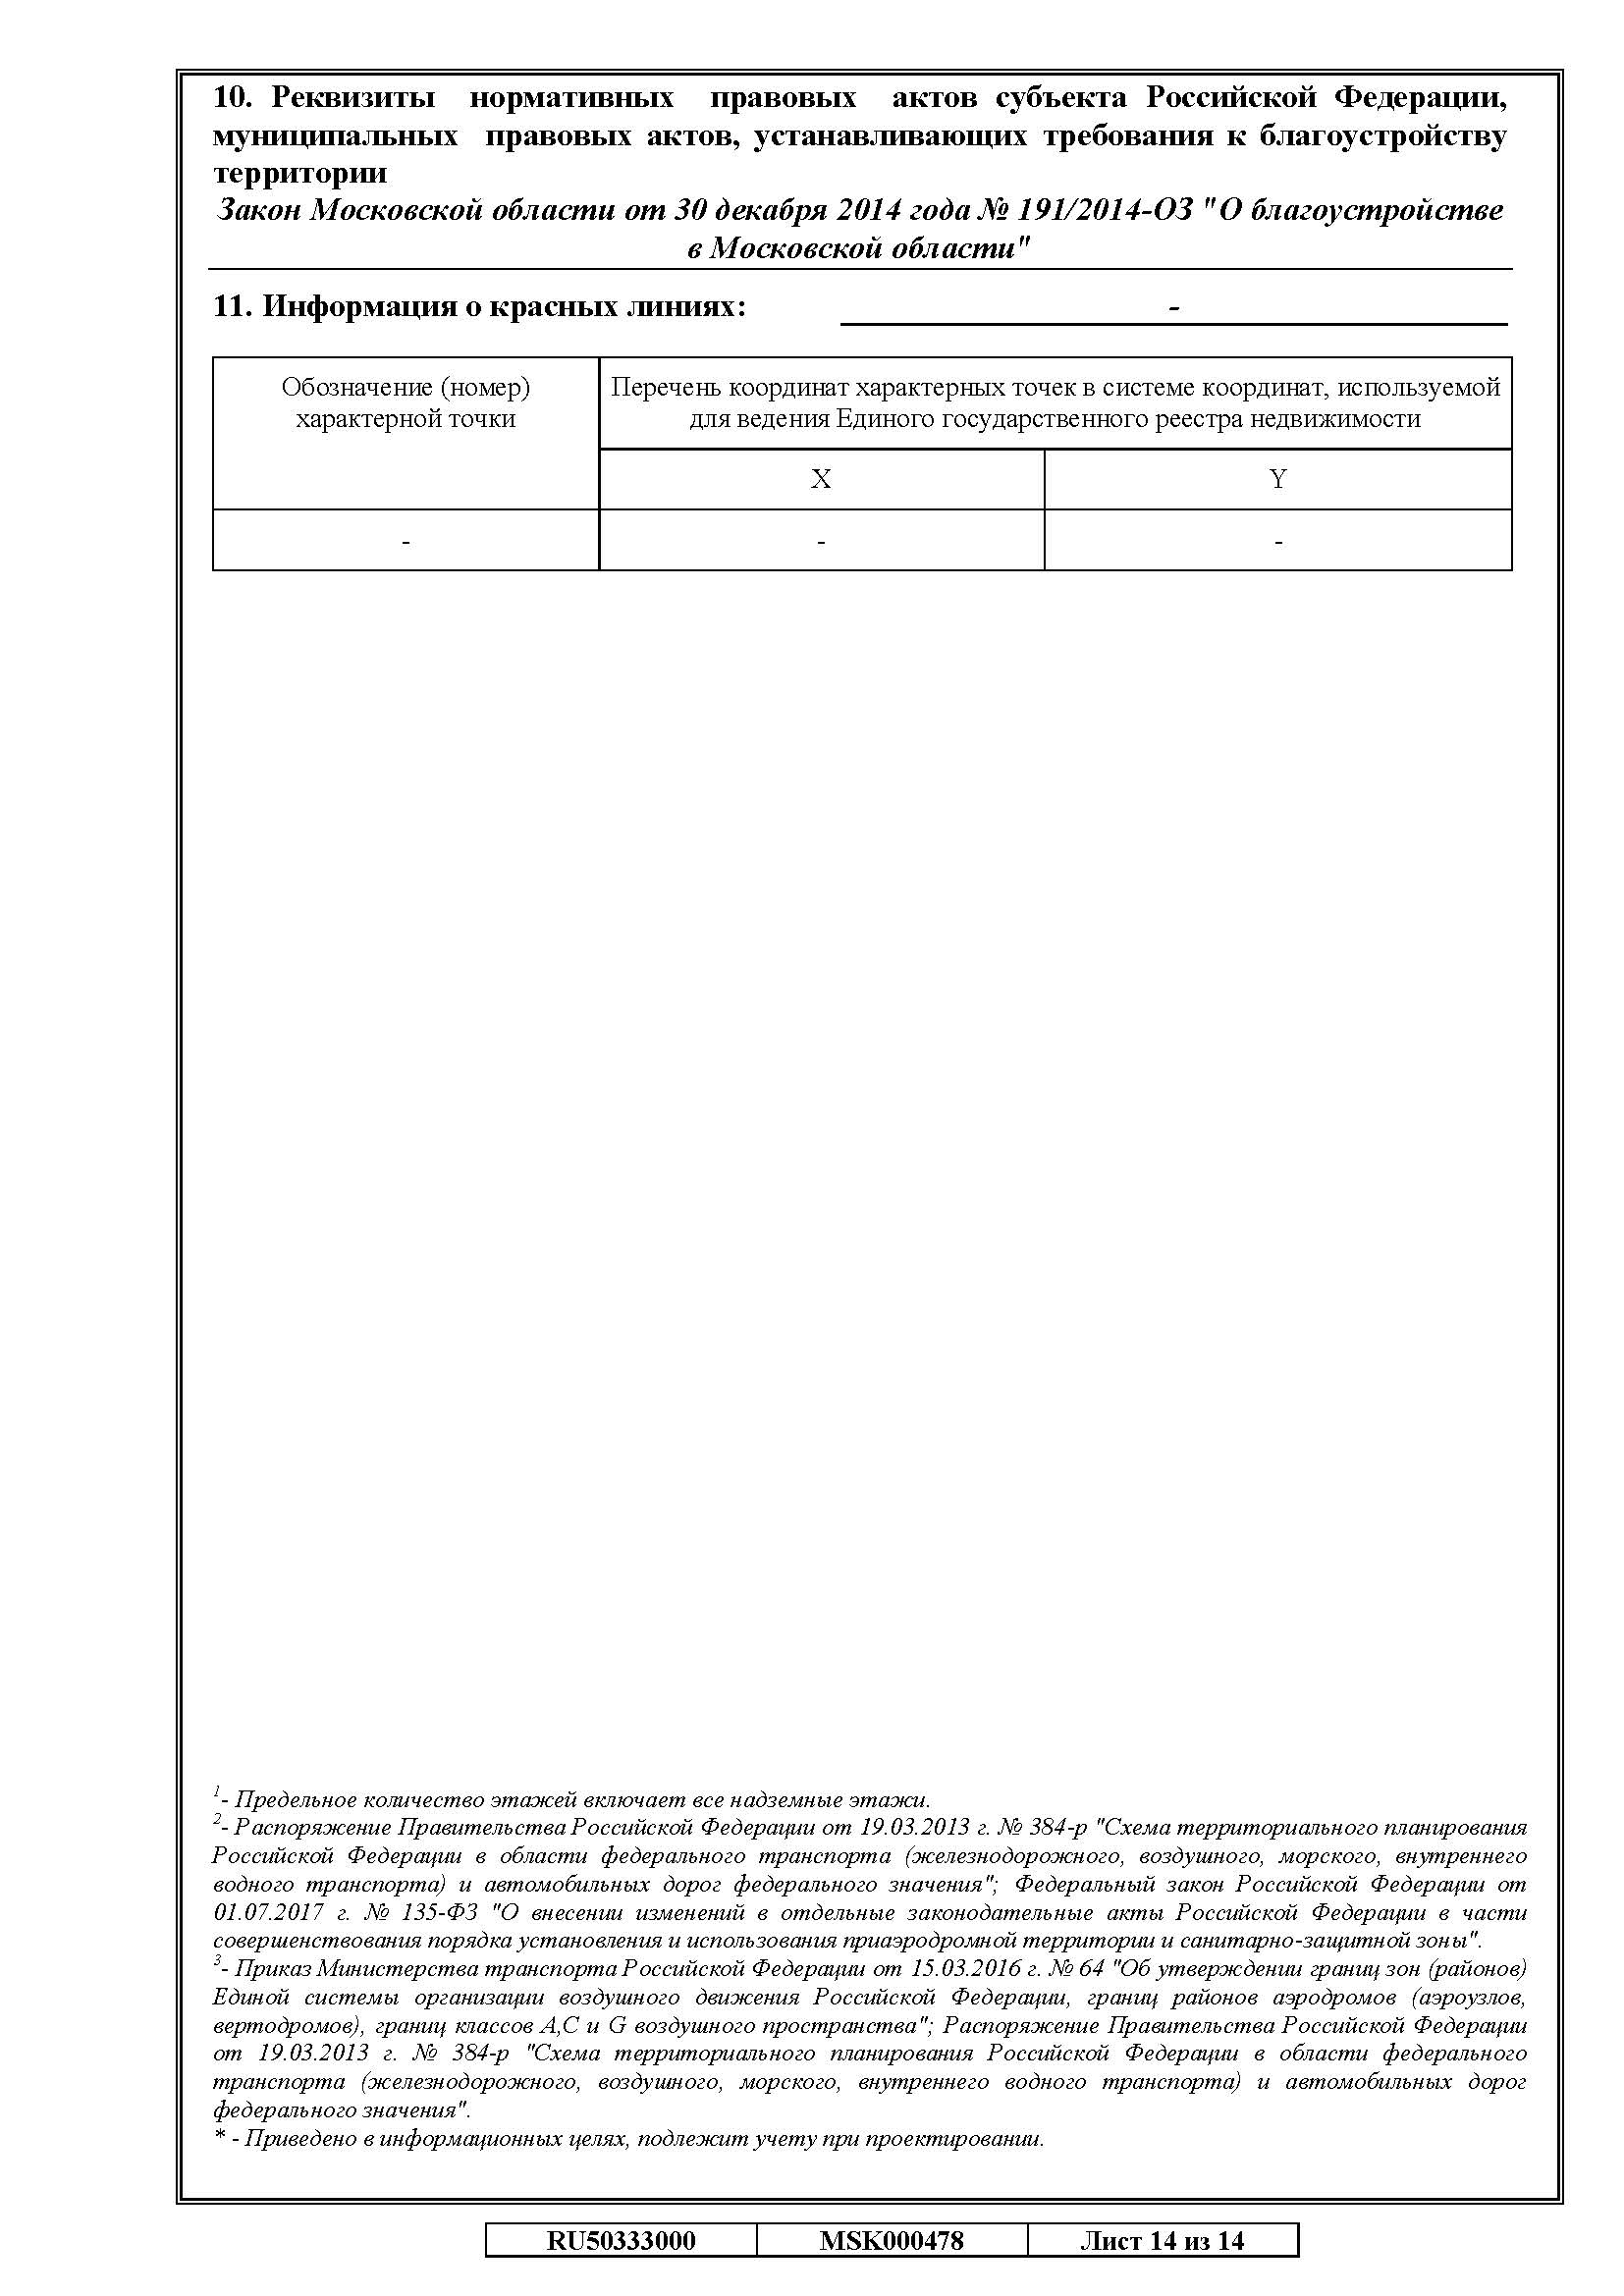 10. Реквизиты нормативных правовых актов субъекта Российской Федерации,
муниципальных правовых актов, устанавливающих требования к благоустройству
территории
Закон Московской области от 30 декабря 2014 года № 191/2014-ОЗ "О благоустройстве
в Московской области"
11. Информация о красных линиях: -
Обозначение (номер)
характерной точки
Перечень координат характерных точек в системе координат, используемой
для ведения Единого государственного реестра недвижимости
X Y
- - -
1- Предельное количество этажей включает все надземные этажи.
2- Распоряжение Правительства Российской Федерации от 19.03.2013 г. № 384-р "Схема территориального планирования
Российской Федерации в области федерального транспорта (железнодорожного, воздушного, морского, внутреннего
водного транспорта) и автомобильных дорог федерального значения"; Федеральный закон Российской Федерации от
01.07.2017 г. № 135-ФЗ "О внесении изменений в отдельные законодательные акты Российской Федерации в части
совершенствования порядка установления и использования приаэродромной территории и санитарно-защитной зоны".
3- Приказ Министерства транспорта Российской Федерации от 15.03.2016 г. № 64 "Об утверждении границ зон (районов)
Единой системы организации воздушного движения Российской Федерации, границ районов аэродромов (аэроузлов,
вертодромов), границ классов А,С и G воздушного пространства"; Распоряжение Правительства Российской Федерации
от 19.03.2013 г. № 384-р "Схема территориального планирования Российской Федерации в области федерального
транспорта (железнодорожного, воздушного, морского, внутреннего водного транспорта) и автомобильных дорог
федерального значения".
* - Приведено в информационных целях, подлежит учету при проектировании.
RU50333000 MSK000478 Лист 14 из 14